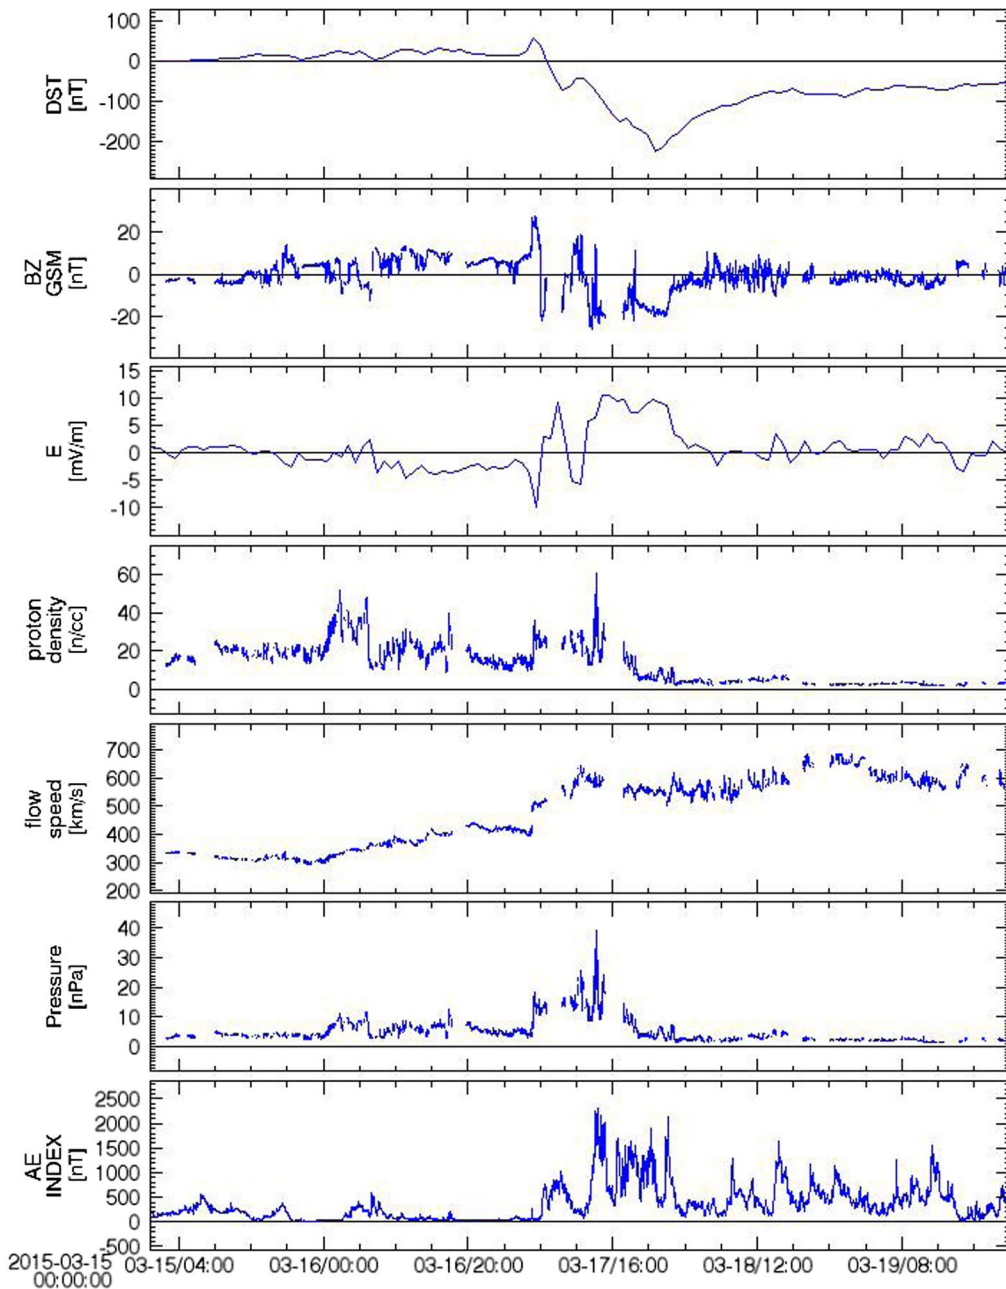 100
0
-100
-200
DST
[nT]
20
0
-20
BZ
GSM
[nT]
15
10
5
0
-5
-10
E
[mV/m]
60
40
20
0
proton
density
[n/cc]
700
600
500
400
300
200
flow
speed
[km/s]
40
30
20
10
0
Pressure
[nPa]
2500
2000
1500
1000
500
0
-500
AE
INDEX
[nT]
2015-03-15
00:00:00
03-15/04:00
03-16/00:00
03-16/20:00
03-17/16:00
03-18/12:00
03-19/08:00